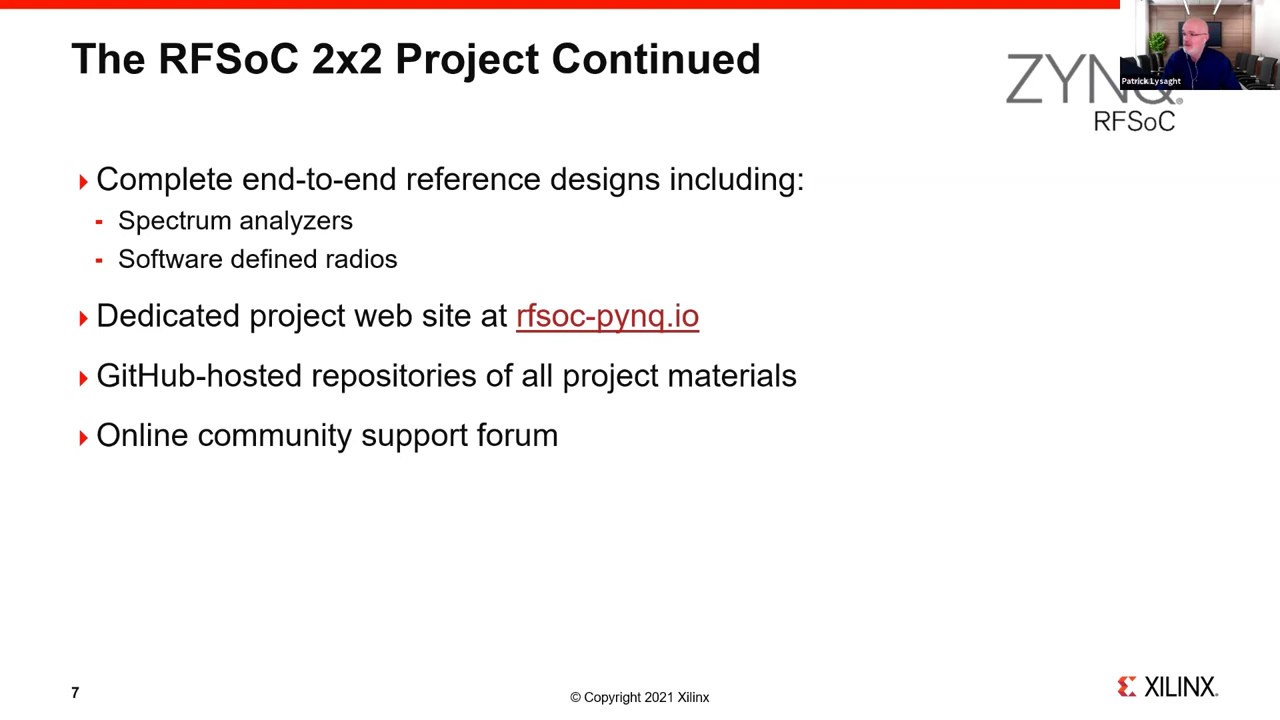 The RFSoC 2x2 Project Continued
ZYNQ®
RFSoC
Patrick Lysaght
Complete end-to-end reference designs including:
- Spectrum analyzers
- Software defined radios
Dedicated project web site at rfsoc-pynq.io
GitHub-hosted repositories of all project materials
Online community support forum
7
© Copyright 2021 Xilinx
XILINX.